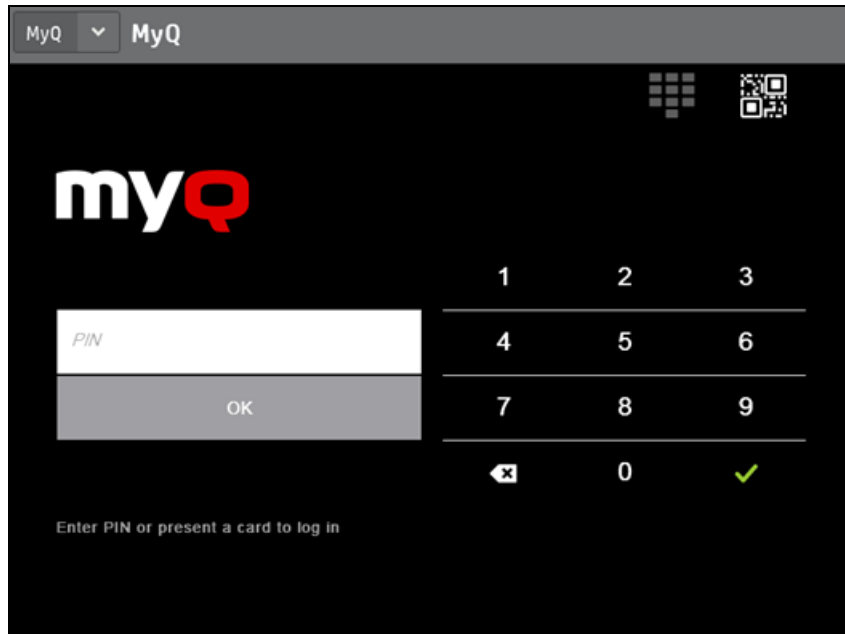 MyQ MyQ
myQ
1 2 3
PIN
4 5 6
OK
7 8 9
0
Enter PIN or present a card to log in